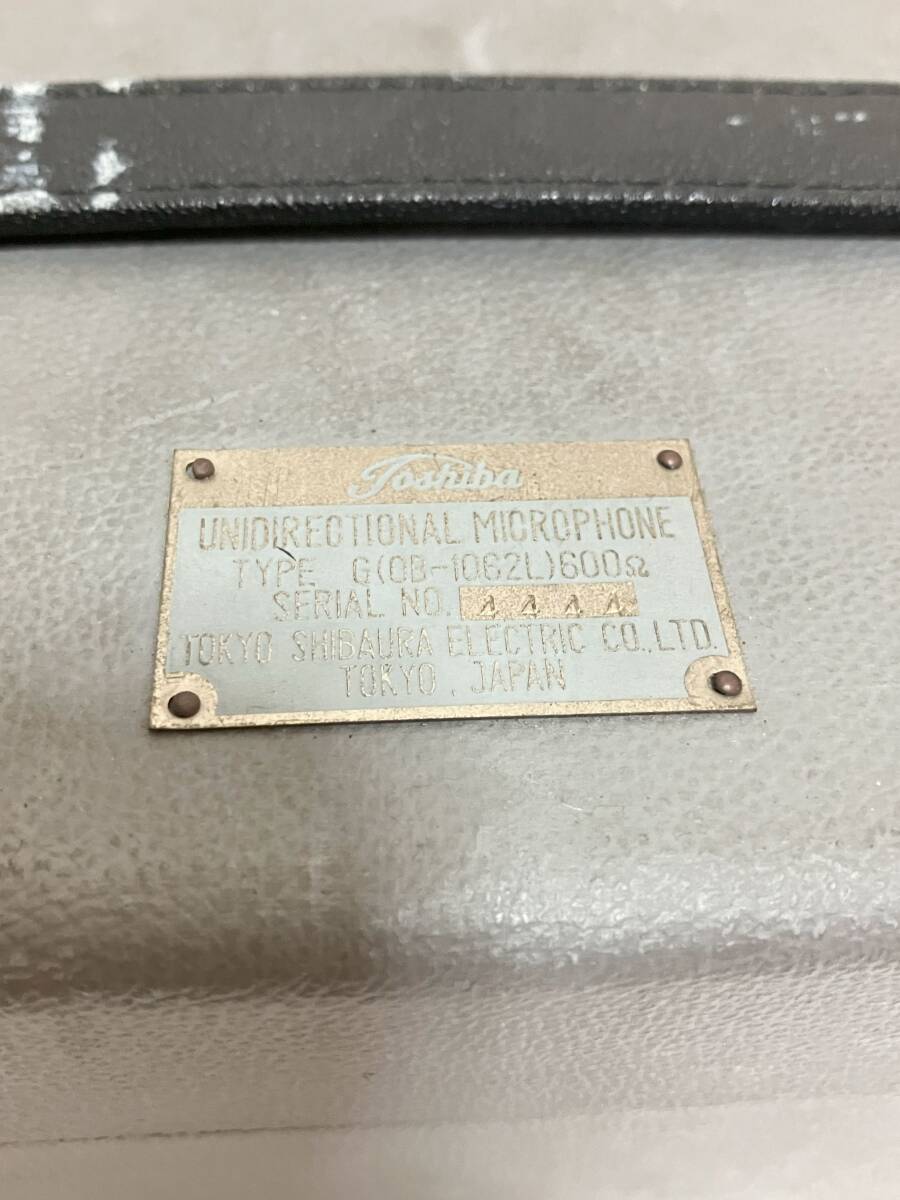 Toshiba
UNIDIRECTIONAL MICROPHONE
TYPE G(OB-1062L)600Ω
SERIAL NO. 4444
TOKYO SHIBAURA ELECTRIC CO., LTD.
TOKYO, JAPAN